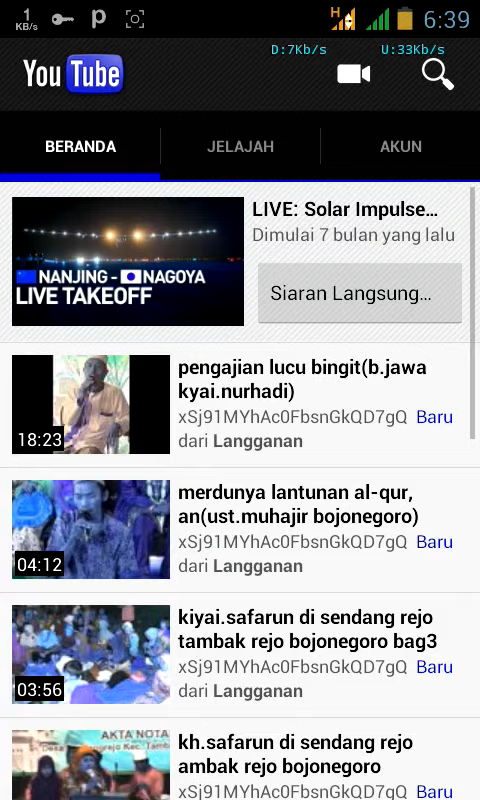 1
KB/s
H
6:39
D:7Kb/s
U:33Kb/s
YouTube
BERANDA
JELAJAH
AKUN
LIVE: Solar Impulse…
Dimulai 7 bulan yang lalu
NANJING - NAGOYA
LIVE TAKEOFF
Siaran Langsung…
pengajian lucu bingit(b.jawa
kyai.nurhadi)
xSj91MYhAc0FbsnGkQD7gQ Baru
dari Langganan
18:23
merdunya lantunan al-qur,
an(ust.muhajir bojonegoro)
xSj91MYhAc0FbsnGkQD7gQ Baru
dari Langganan
04:12
kiyai.safarun di sendang rejo
tambak rejo bojonegoro bag3
xSj91MYhAc0FbsnGkQD7gQ Baru
dari Langganan
03:56
AKTA NOTA
kh.safarun di sendang rejo
ambak rejo bojonegoro
xSj91MYhAc0FbsnGkQD7gQ Baru